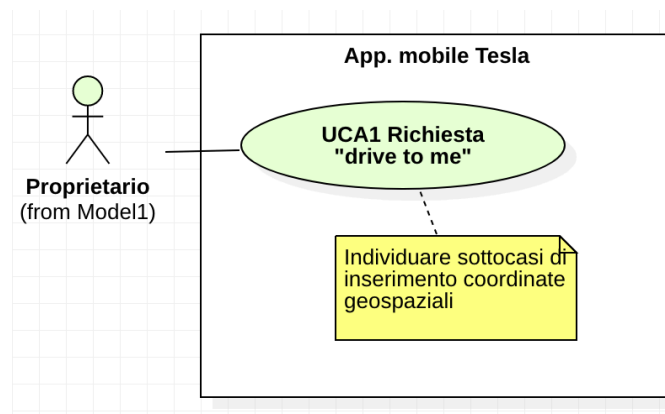 App. mobile Tesla
UCA1 Richiesta
"drive to me"
Proprietario
(from Model1)
Individuare sottocasi di
inserimento coordinate
geospaziali